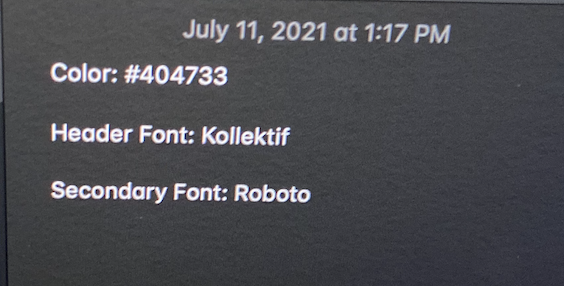 July 11, 2021 at 1:17 PM
Color: #404733
Header Font: Kollektif
Secondary Font: Roboto